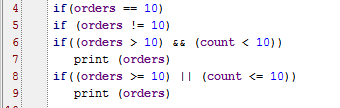 4 if(orders == 10)
5 if (orders != 10)
6 if((orders > 10) && (count < 10))
7 print (orders)
8 if((orders >= 10) || (count <= 10))
9 print (orders)